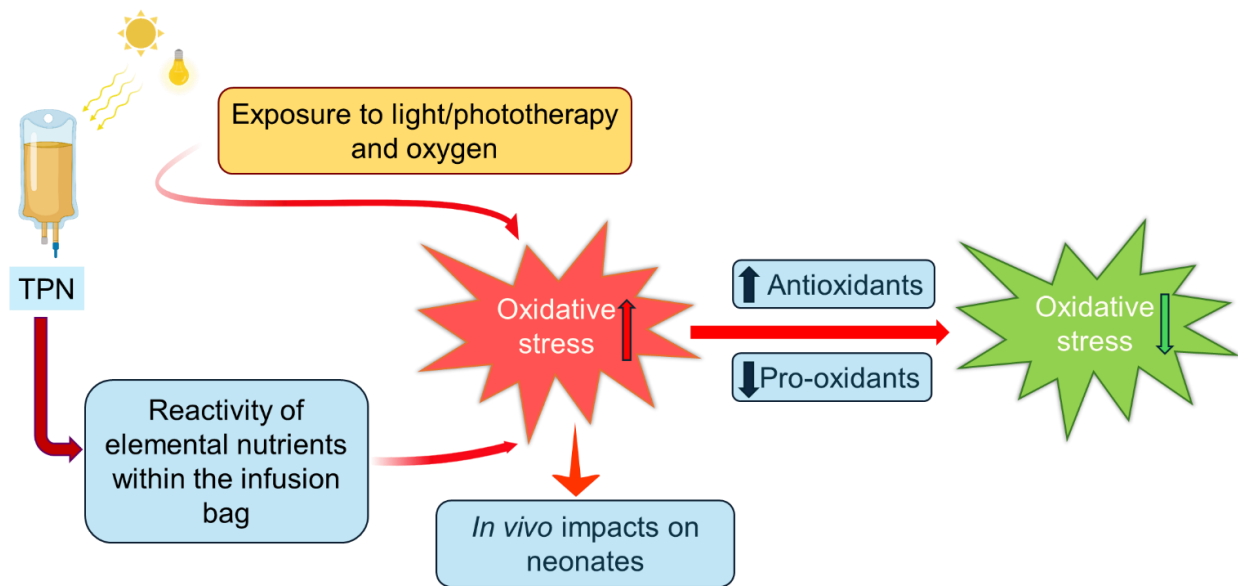 Exposure to light/phototherapy
and oxygen
TPN
Oxidative
stress
Antioxidants
Pro-oxidants
Oxidative
stress
Reactivity of
elemental nutrients
within the infusion
bag
In vivo impacts on
neonates